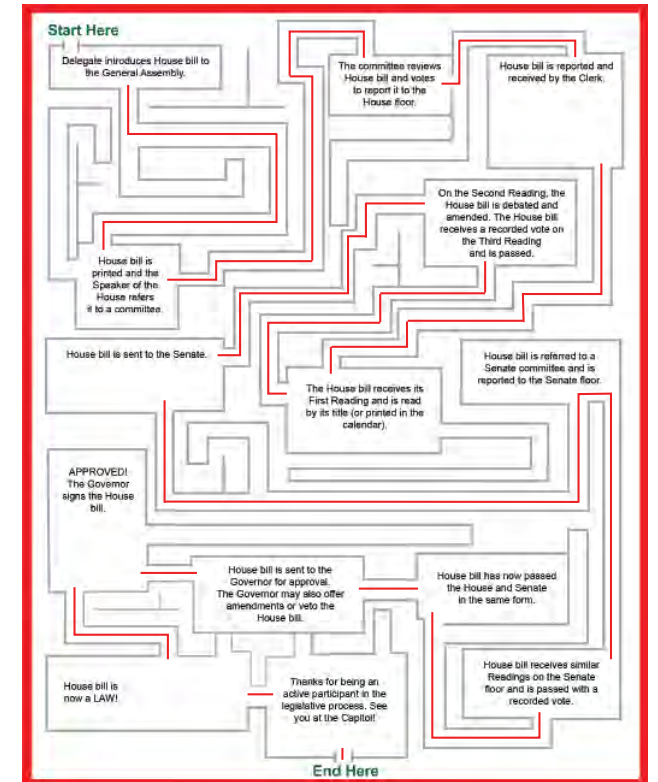 Start Here
Delegate introduces House bill to
the General Assembly.
The committee reviews
House bill and votes
to report it to the
House floor.
House bill is reported and
received by the Clerk.
On the Second Reading, the
House bill is debated and
amended. The House bill
receives a recorded vote on
the Third Reading
and is passed.
House bill is
printed and the
Speaker of the
House refers
it to a committee.
House bill is sent to the Senate.
House bill is referred to a
Senate committee and is
reported to the Senate floor.
The House bill receives its
First Reading and is read
by its title (or printed in the
calendar).
APPROVED!
The Governor
signs the House
bill.
House bill is sent to the
Governor for approval.
The Governor may also offer
amendments or veto the
House bill.
House bill has now passed
the House and Senate
in the same form.
House bill receives similar
Readings on the Senate
floor and is passed with a
recorded vote.
House bill is
now a LAW!
Thanks for being an
active participant in the
legislative process. See
you at the Capitol!
End Here